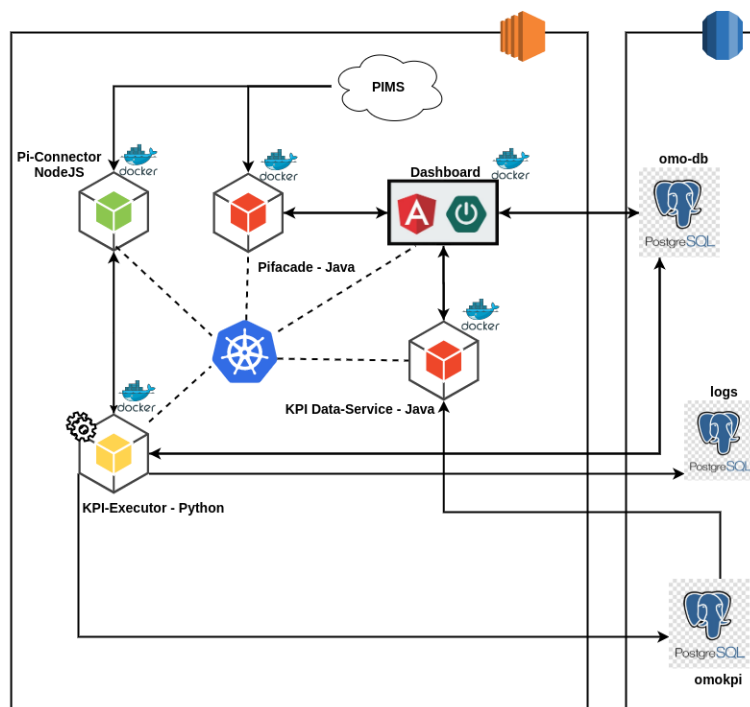 PIMS
Pi-Connector
NodeJS
docker
docker
Dashboard
docker
omo-db
A
PostgreSQL
Pifacade - Java
docker
docker
KPI Data-Service - Java
logs
PostgreSQL
KPI-Executor - Python
PostgreSQL
omokpi